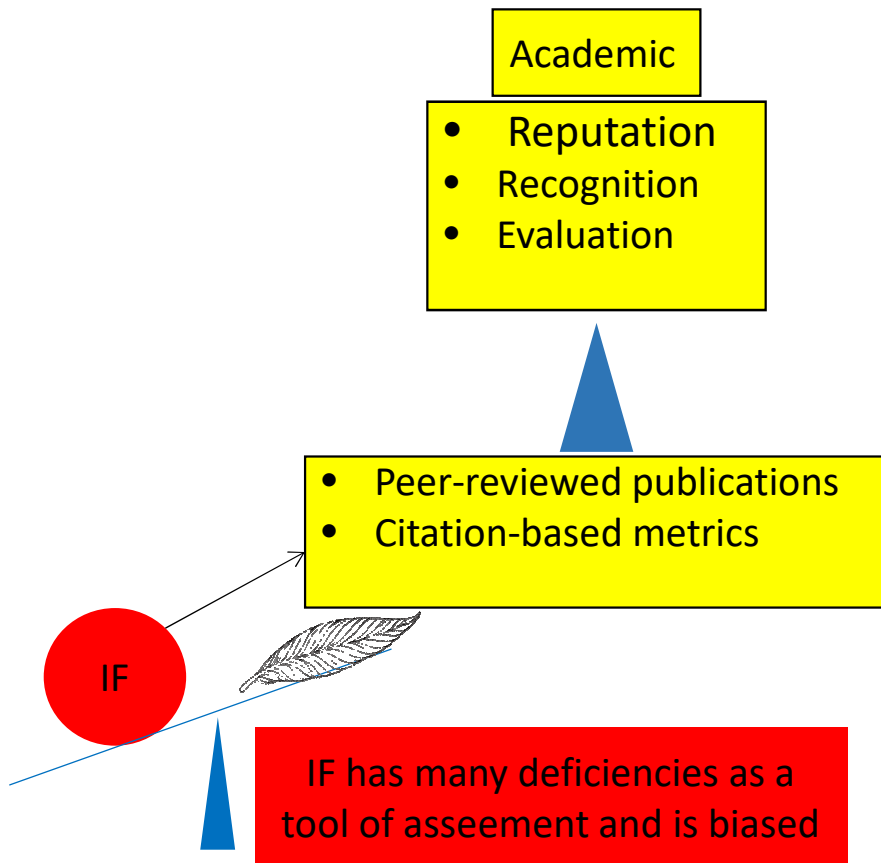 Academic
• Reputation
• Recognition
• Evaluation
• Peer-reviewed publications
• Citation-based metrics
IF
IF has many deficiencies as a
tool of asseement and is biased